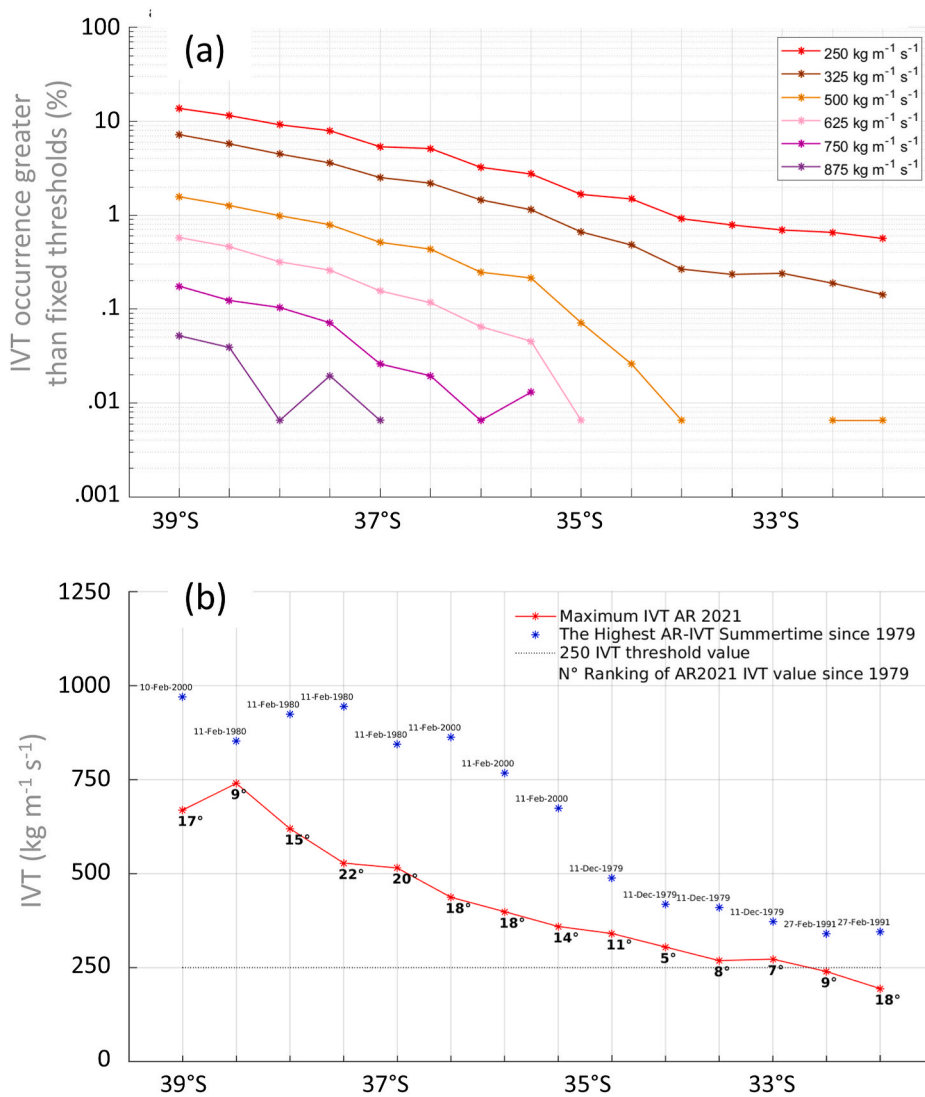 (a)
100
10
1
.1
.01
.001
IVT occurrence greater
than fixed thresholds (%)
250 kg m⁻¹ s⁻¹
325 kg m⁻¹ s⁻¹
500 kg m⁻¹ s⁻¹
625 kg m⁻¹ s⁻¹
750 kg m⁻¹ s⁻¹
875 kg m⁻¹ s⁻¹
39°S
37°S
35°S
33°S
(b)
1250
1000
750
500
250
0
IVT (kg m⁻¹ s⁻¹)
Maximum IVT AR 2021
The Highest AR-IVT Summertime since 1979
250 IVT threshold value
N° Ranking of AR2021 IVT value since 1979
10-Feb-2000
11-Feb-1980
11-Feb-1980
11-Feb-1980
11-Feb-1980
11-Feb-2000
11-Feb-2000
11-Feb-2000
11-Dec-1979
11-Dec-1979
11-Dec-1979
11-Dec-1979
27-Feb-1991
27-Feb-1991
17°
9°
15°
22°
20°
18°
18°
14°
11°
5°
8°
7°
9°
18°
39°S
37°S
35°S
33°S